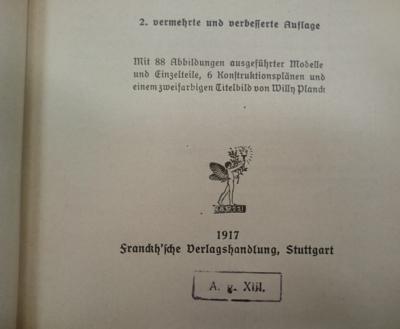 2. vermehrte und verbesserte Auflage
Mit 88 Abbildungen ausgeführter Modelle
und Einzelteile, 6 Konstruktionsplänen und
einem zweifarbigen Titelbild von Willy Planck
1917
Franckh'sche Verlagshandlung, Stuttgart
A. g. XIII.